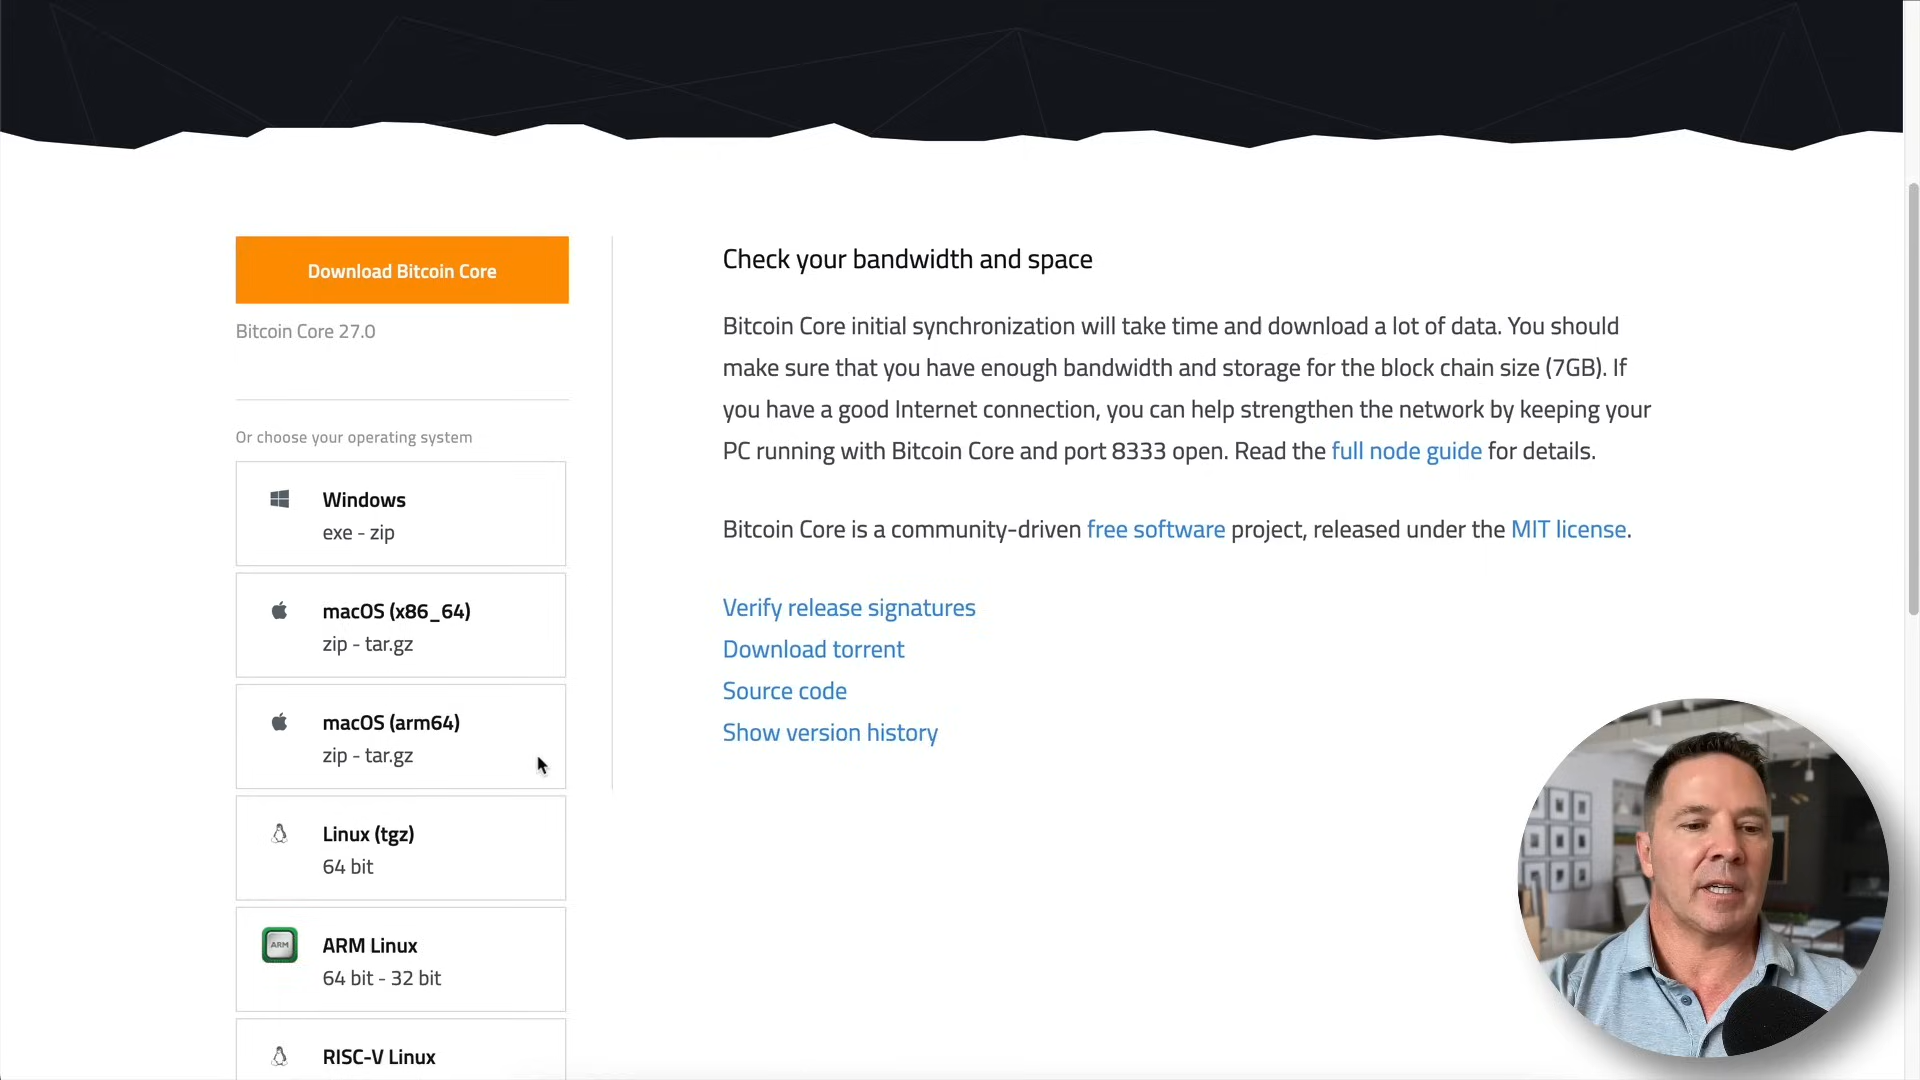 Download Bitcoin Core
Bitcoin Core 27.0
Or choose your operating system
Windows
exe - zip
macOS (x86_64)
zip - tar.gz
macOS (arm64)
zip - tar.gz
Linux (tgz)
64 bit
ARM
ARM Linux
64 bit - 32 bit
RISC-V Linux
Check your bandwidth and space
Bitcoin Core initial synchronization will take time and download a lot of data. You should
make sure that you have enough bandwidth and storage for the block chain size (7GB). If
you have a good Internet connection, you can help strengthen the network by keeping your
PC running with Bitcoin Core and port 8333 open. Read the full node guide for details.
Bitcoin Core is a community-driven free software project, released under the MIT license.
Verify release signatures
Download torrent
Source code
Show version history